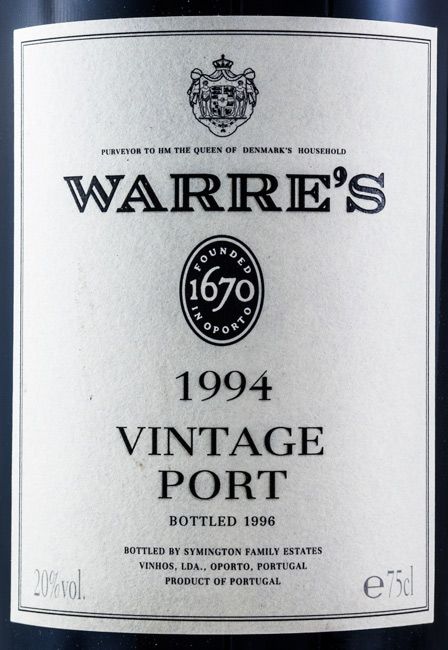 PURVEYOR TO HM THE QUEEN OF DENMARK'S HOUSEHOLD
WARRE'S
FOUNDED
1670
IN OPORTO
1994
VINTAGE
PORT
BOTTLED 1996
BOTTLED BY SYMINGTON FAMILY ESTATES
VINHOS, LDA., OPORTO, PORTUGAL
PRODUCT OF PORTUGAL
20%vol.
℮75cl